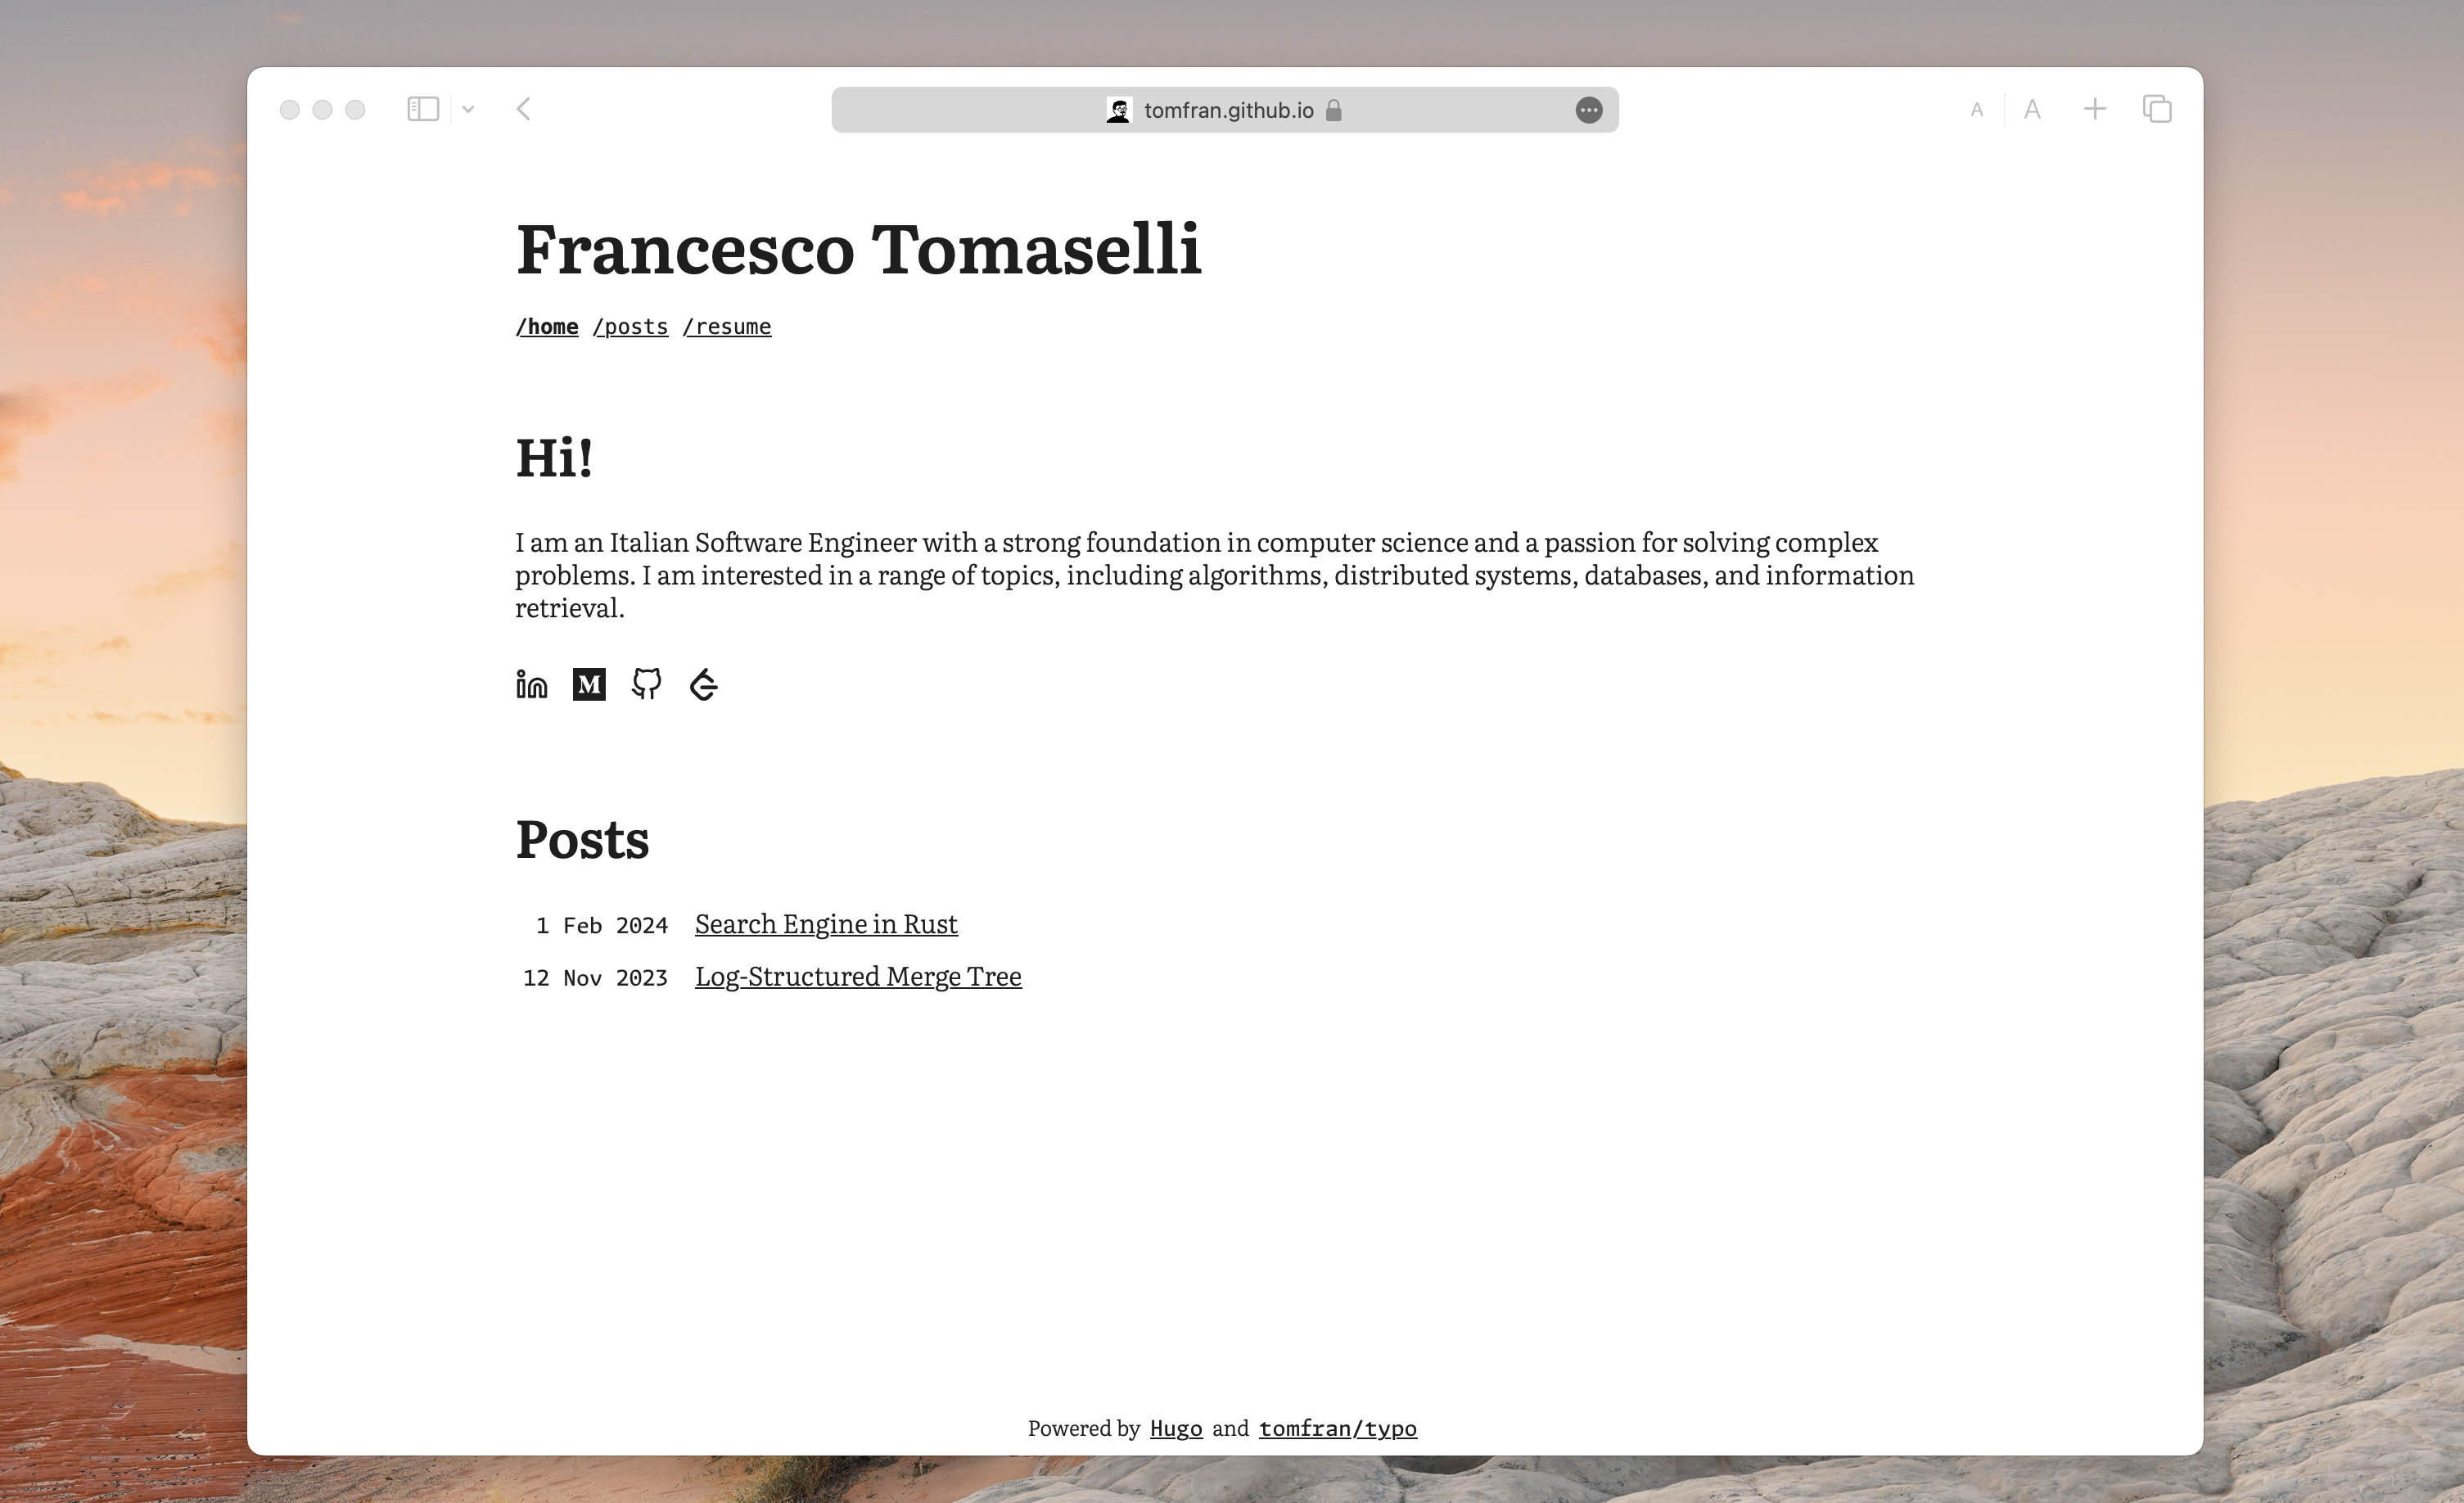 tomfran.github.io
A A
Francesco Tomaselli
/home /posts /resume
Hi!
I am an Italian Software Engineer with a strong foundation in computer science and a passion for solving complex
problems. I am interested in a range of topics, including algorithms, distributed systems, databases, and information
retrieval.
in M
Posts
1 Feb 2024 Search Engine in Rust
12 Nov 2023 Log-Structured Merge Tree
Powered by Hugo and tomfran/typo